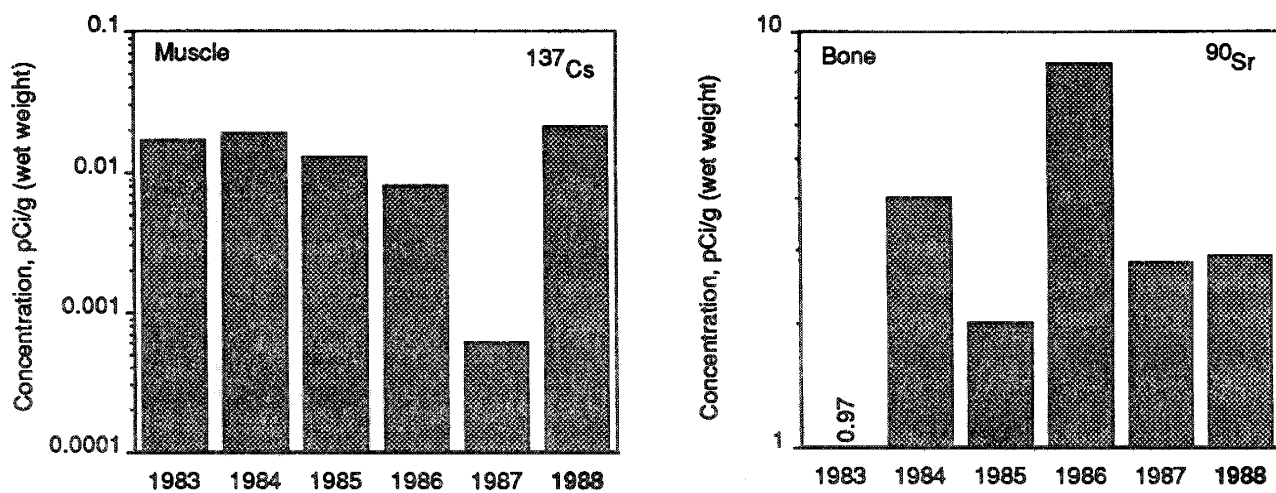 Concentration, pCi/g (wet weight)
0.1
0.01
0.001
0.0001
Muscle
137Cs
1983 1984 1985 1986 1987 1988
Concentration, pCi/g (wet weight)
10
1
Bone
90Sr
0.97
1983 1984 1985 1986 1987 1988